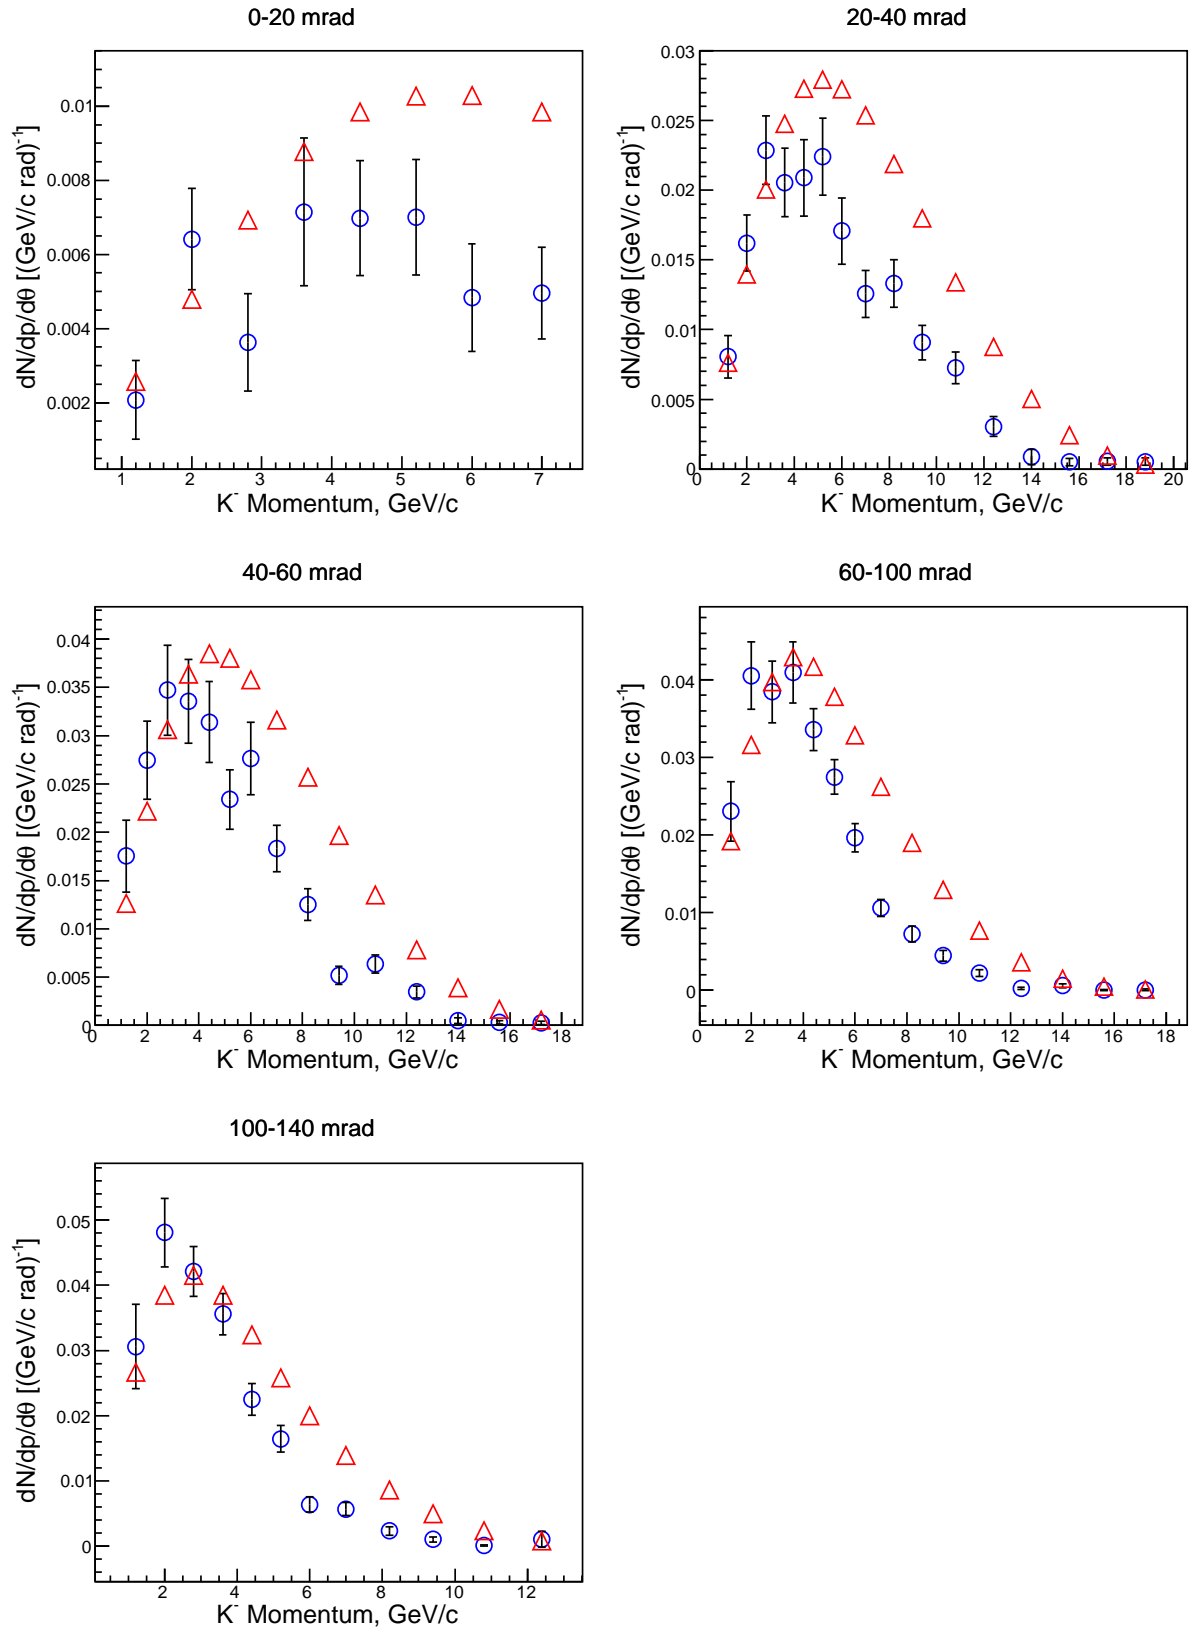 0-20 mrad
dN/dp/dθ [(GeV/c rad)⁻¹
0.01
0.008
0.006
0.004
0.002
1 2 3 4 5 6 7
K⁻ Momentum, GeV/c
20-40 mrad
dN/dp/dθ [(GeV/c rad)⁻¹
0.03
0.025
0.02
0.015
0.01
0.005
0
0 2 4 6 8 10 12 14 16 18 20
K⁻ Momentum, GeV/c
40-60 mrad
dN/dp/dθ [(GeV/c rad)⁻¹
0.04
0.035
0.03
0.025
0.02
0.015
0.01
0.005
0
0 2 4 6 8 10 12 14 16 18
K⁻ Momentum, GeV/c
60-100 mrad
dN/dp/dθ [(GeV/c rad)⁻¹
0.04
0.03
0.02
0.01
0
0 2 4 6 8 10 12 14 16 18
K⁻ Momentum, GeV/c
100-140 mrad
dN/dp/dθ [(GeV/c rad)⁻¹
0.05
0.04
0.03
0.02
0.01
0
2 4 6 8 10 12
K⁻ Momentum, GeV/c